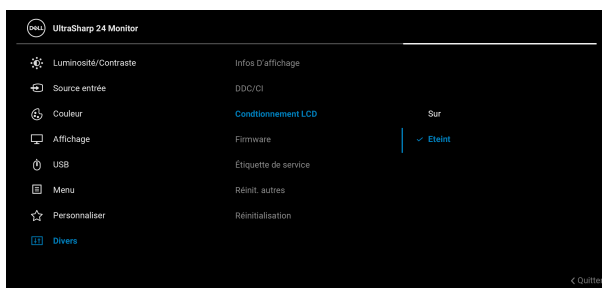 DELL UltraSharp 24 Monitor
Luminosité/Contraste Infos D'affichage
Source entrée DDC/CI
Couleur Condtionnement LCD Sur
Affichage Firmware Eteint
USB Étiquette de service
Menu Réinit. autres
Personnaliser Réinitialisation
Divers
Quitter